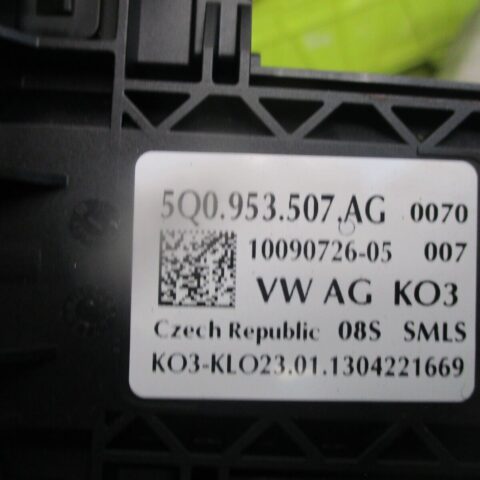 5Q0.953.507.AG 0070
10090726-05 007
VW AG KO3
Czech Republic 08S SMLS
KO3-KLO23.01.1304221669